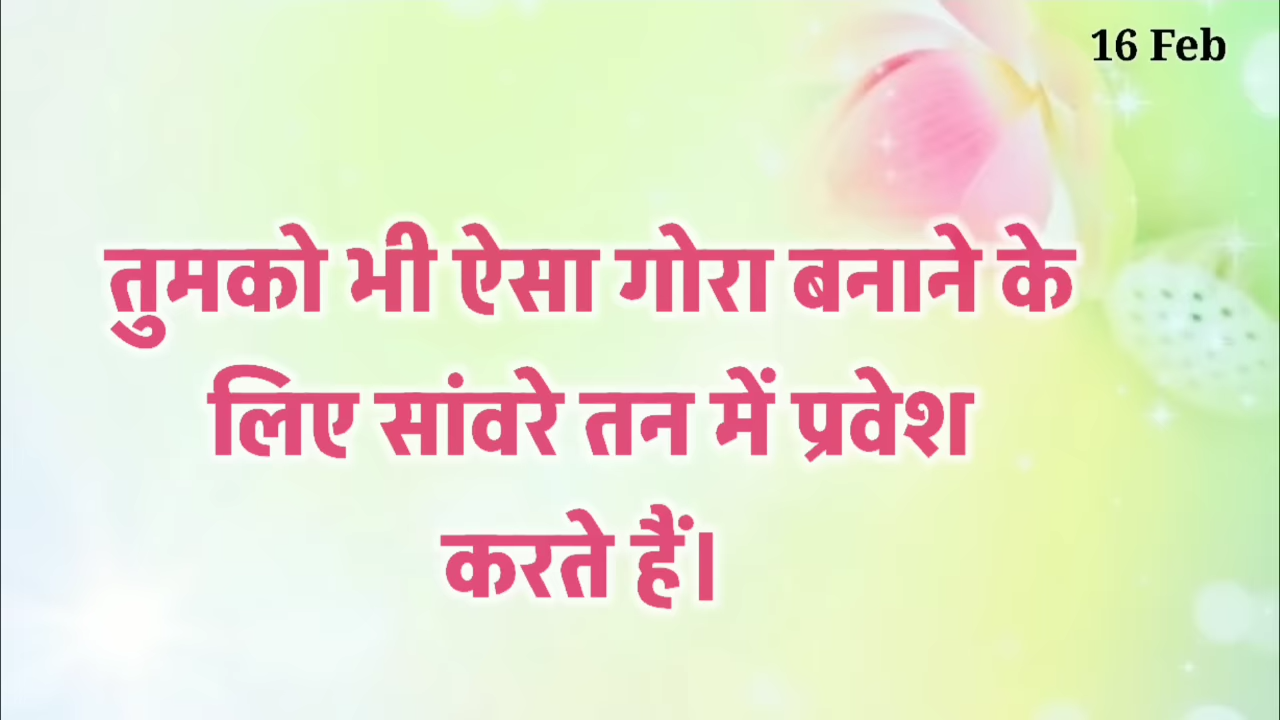 16 Feb
तुमको भी ऐसा गोरा बनाने के
लिए सांवरे तन में प्रवेश
करते हैं।